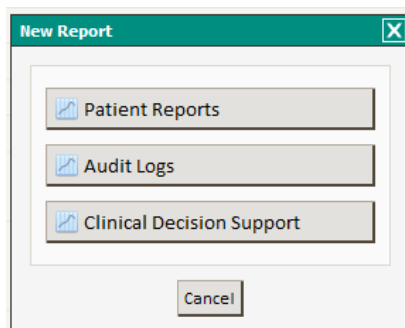 New Report
Patient Reports
Audit Logs
Clinical Decision Support
Cancel